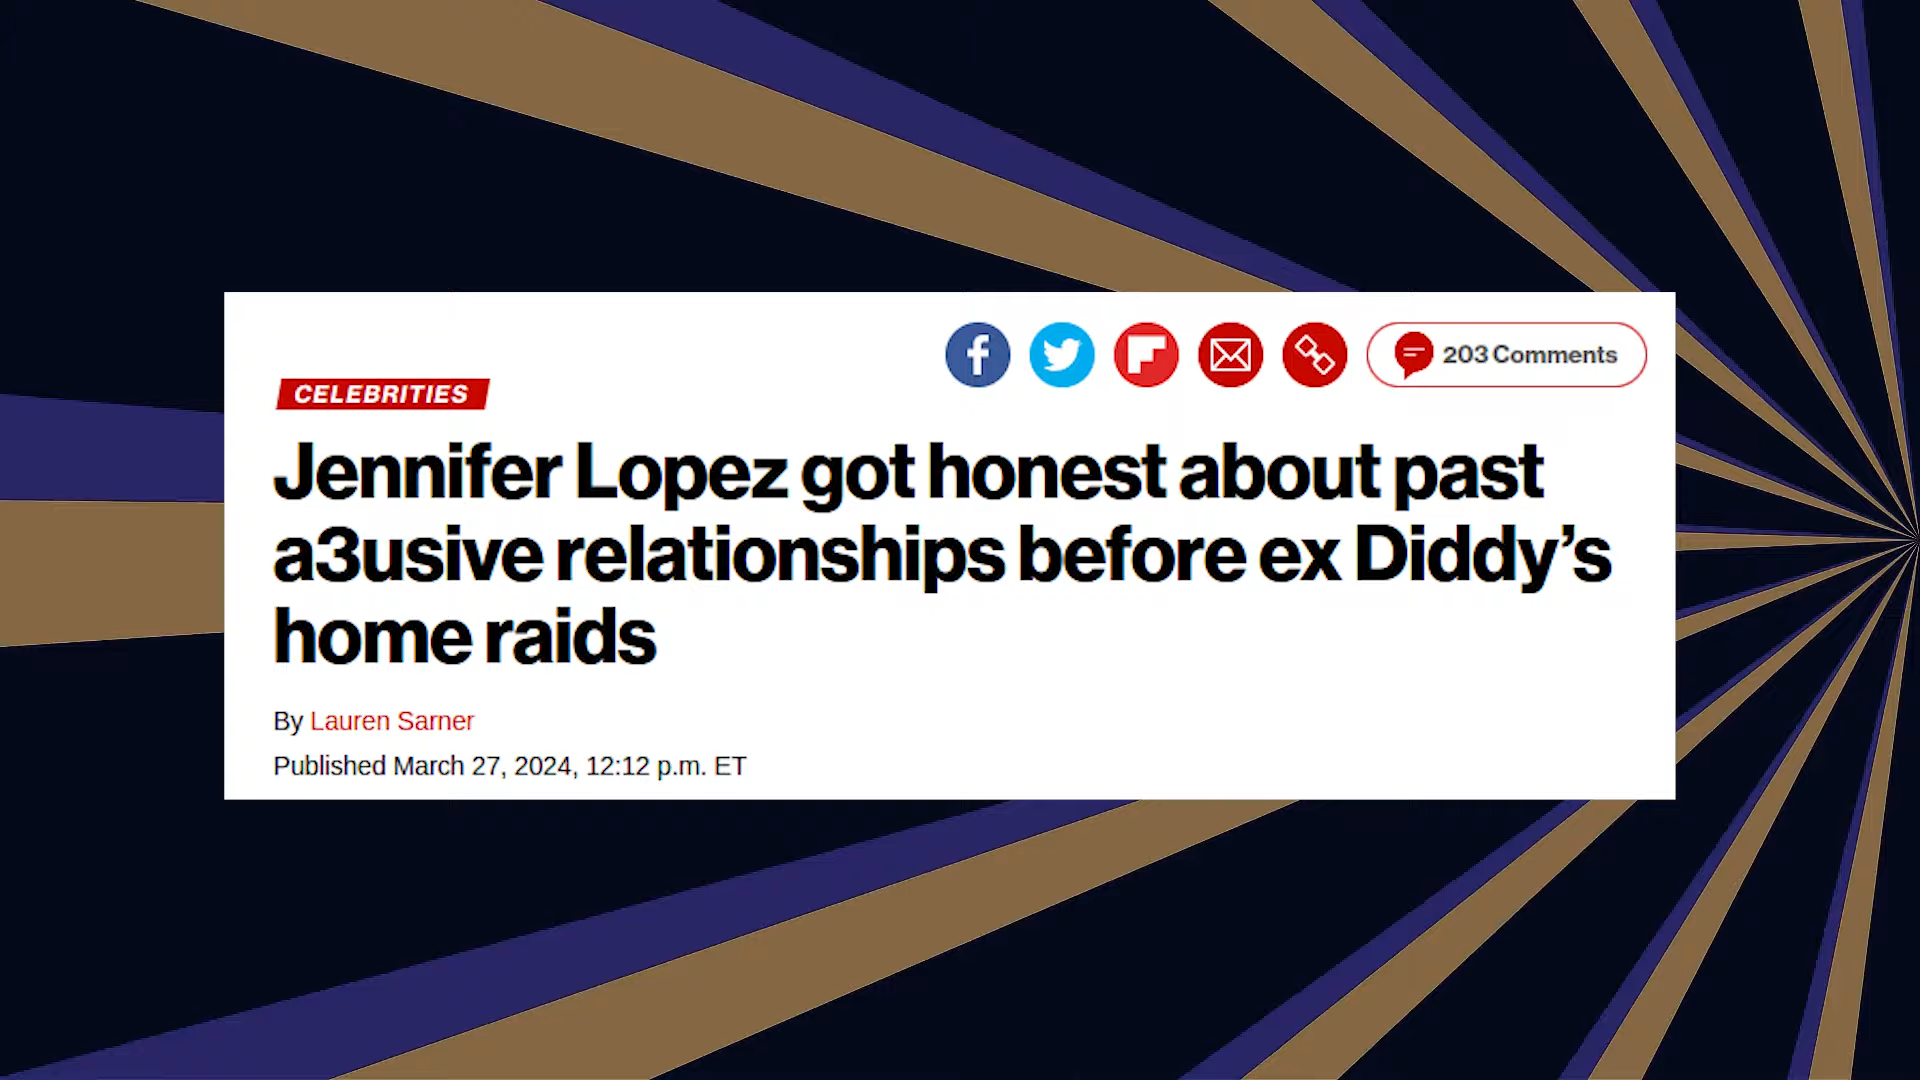 203 Comments
CELEBRITIES
Jennifer Lopez got honest about past
a3usive relationships before ex Diddy’s
home raids
By Lauren Sarner
Published March 27, 2024, 12:12 p.m. ET